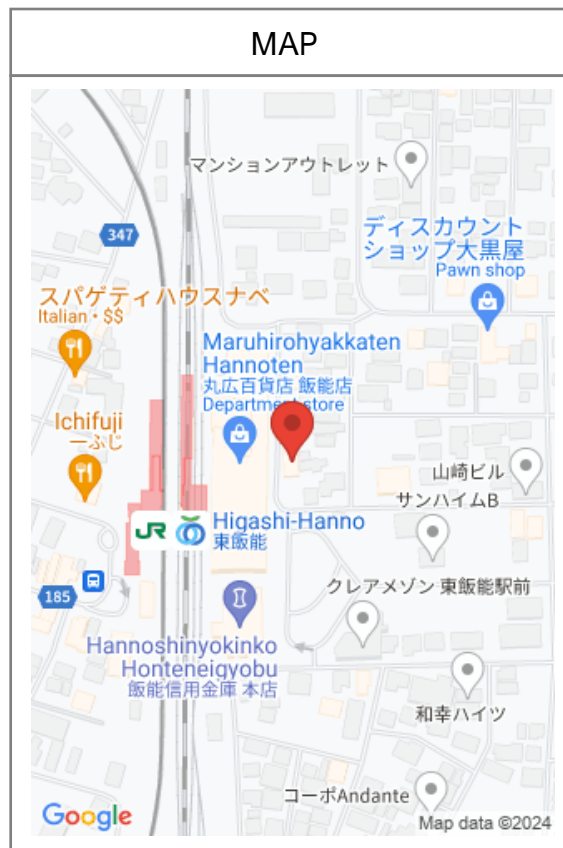 MAP
マンションアウトレット
ディスカウント
ショップ大黒屋
Pawn shop
347
スパゲティハウスナベ
Italian・$$
Maruhirohyakkaten
Hannoten
丸広百貨店 飯能店
Department store
Ichifuji
一ふじ
山崎ビル
サンハイムB
JR
Higashi-Hanno
東飯能
クレアメゾン 東飯能駅前
185
Hannoshinyokinko
Honteneigyobu
飯能信用金庫 本店
和幸ハイツ
コーポAndante
Google
Map data ©2024